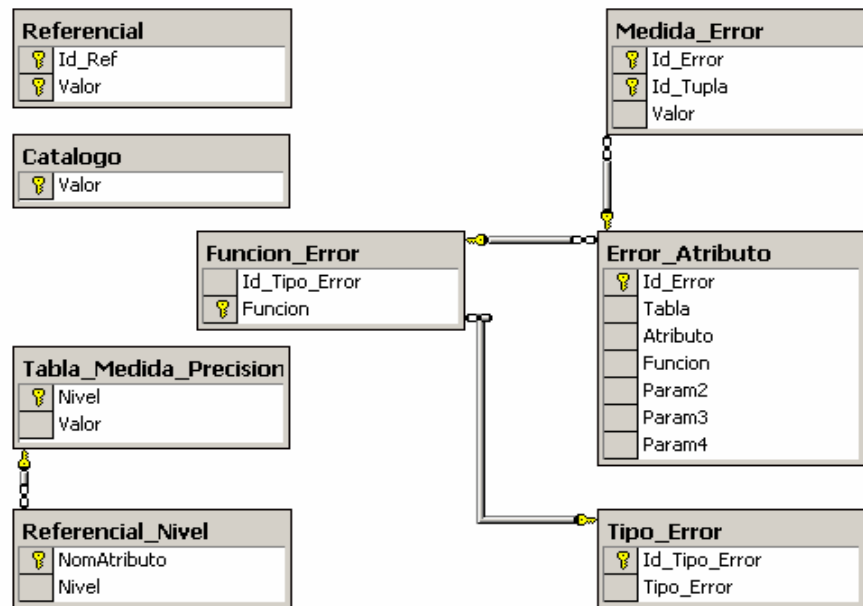 Referencial
Id_Ref
Valor
Medida_Error
Id_Error
Id_Tupla
Valor
Catalogo
Valor
Funcion_Error
Id_Tipo_Error
Funcion
Error_Atributo
Id_Error
Tabla
Atributo
Funcion
Param2
Param3
Param4
Tabla_Medida_Precision
Nivel
Valor
Referencial_Nivel
NomAtributo
Nivel
Tipo_Error
Id_Tipo_Error
Tipo_Error